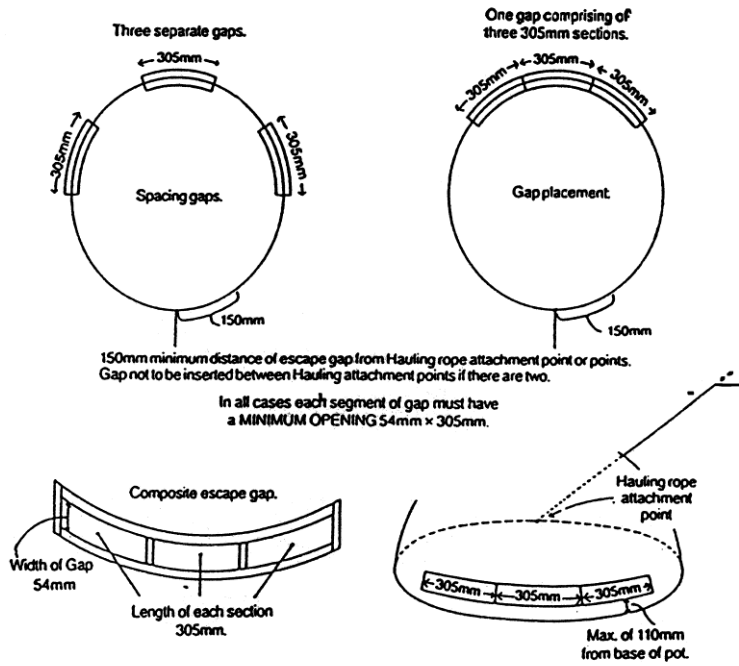 Three separate gaps.
305mm
305mm
305mm
Spacing gaps.
150mm
One gap comprising of
three 305mm sections.
305mm
305mm
305mm
Gap placement.
150mm
150mm minimum distance of escape gap from Hauling rope attachment point or points.
Gap not to be inserted between Hauling attachment points if there are two.
In all cases each segment of gap must have
a MINIMUM OPENING 54mm × 305mm.
Composite escape gap.
Width of Gap
54mm
Length of each section
305mm.
Hauling rope
attachment
point
305mm
305mm
305mm
Max. of 110mm
from base of pot.